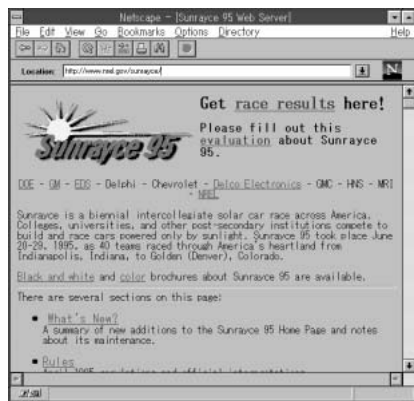 Netscape - [Sunrayce 95 Web Server]
File Edit View Go Bookmarks Options Directory Help
Location: http://www.nrel.gov/sunrayce/
N
Sunrayce 95
Get race results here!
Please fill out this
evaluation about Sunrayce
95.
DOE - GM - EDS - Delphi - Chevrolet - Delco Electronics - GMC - HNS - MRI
- NREL
Sunrayce is a biennial intercollegiate solar car race across America.
Colleges, universities, and other post-secondary institutions compete to
build and race cars powered only by sunlight. Sunrayce 95 took place June
20-29, 1995, as 40 teams raced through America's heartland from
Indianapolis, Indiana, to Golden (Denver), Colorado.
Black and white and color brochures about Sunrayce 95 are available.
There are several sections on this page:
• What's New?
A summary of new additions to the Sunrayce 95 Home Page and notes
about its maintenance.
• Rules